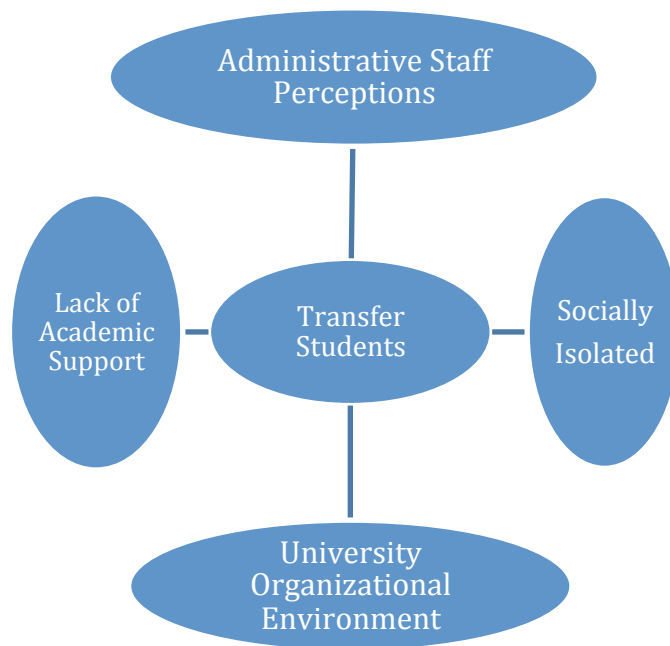 Administrative Staff
Perceptions
Lack of
Academic
Support
Transfer
Students
Socially
Isolated
University
Organizational
Environment